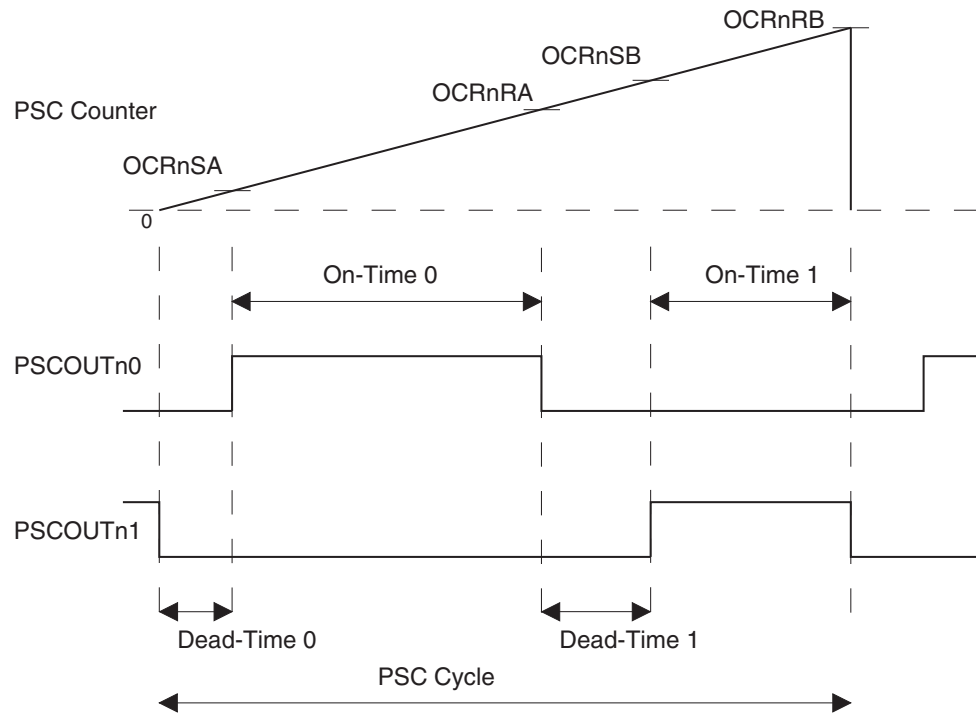 OCRnRB
OCRnSB
OCRnRA
PSC Counter
OCRnSA
0
On-Time 0
On-Time 1
PSCOUTn0
PSCOUTn1
Dead-Time 0
Dead-Time 1
PSC Cycle